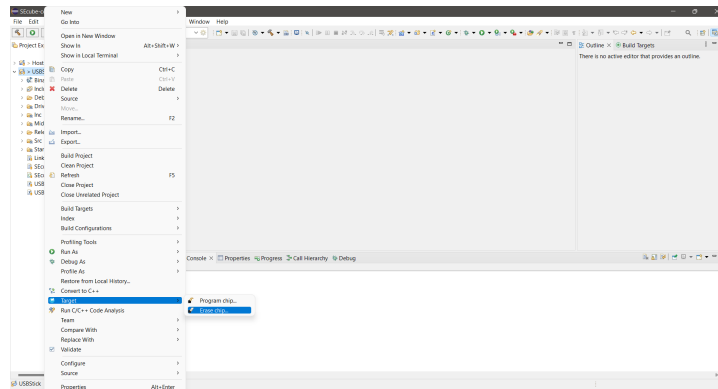 SEcube-c
File Edit
Window Help
Project Ex
Host
USBS
Bina
Incl
Deb
Driv
Inc
Mid
Rele
Src
Star
Link
SEcu
SEcu
USB
USB
New
Go Into
Open in New Window
Show In Alt+Shift+W
Show in Local Terminal
Copy Ctrl+C
Paste Ctrl+V
Delete Delete
Source
Move...
Rename... F2
Import...
Export...
Build Project
Clean Project
Refresh F5
Close Project
Close Unrelated Project
Build Targets
Index
Build Configurations
Profiling Tools
Run As
Debug As
Profile As
Restore from Local History...
Convert to C++
Target
Run C/C++ Code Analysis
Team
Compare With
Replace With
Validate
Configure
Source
Properties Alt+Enter
Program chip...
Erase chip...
Outline Build Targets
There is no active editor that provides an outline.
Console Properties Progress Call Hierarchy Debug
USBStick